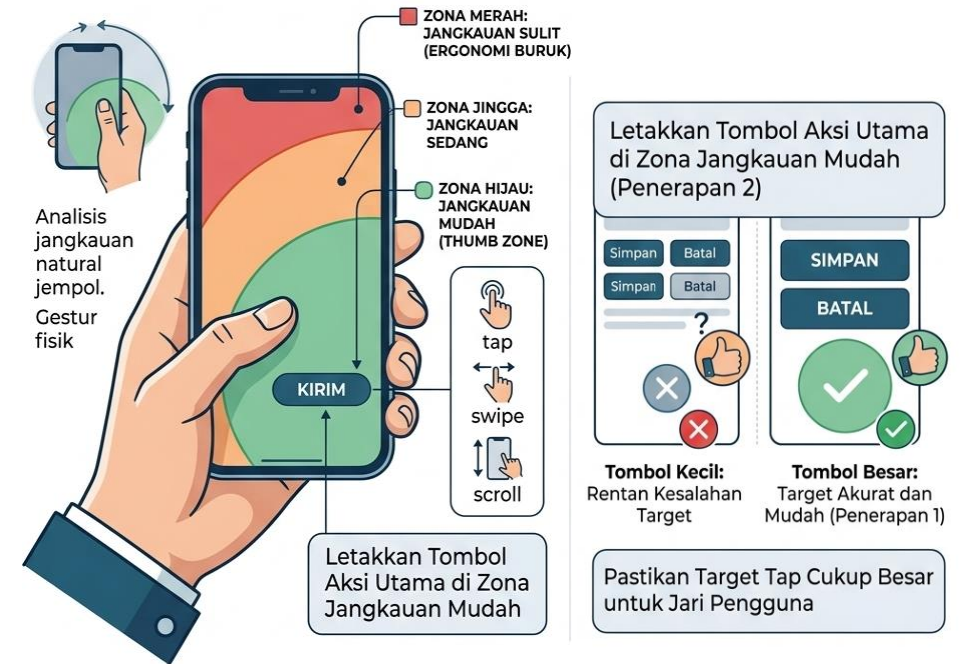 ZONA MERAH:
JANGKAUAN SULIT
(ERGONOMI BURUK)
ZONA JINGGA:
JANGKAUAN
SEDANG
ZONA HIJAU:
JANGKAUAN
MUDAH
(THUMB ZONE)
Analisis
jangkauan
natural
jempol.
Gestur
fisik
KIRIM
tap
swipe
scroll
Letakkan Tombol
Aksi Utama di Zona
Jangkauan Mudah
Letakkan Tombol Aksi Utama
di Zona Jangkauan Mudah
(Penerapan 2)
Simpan
Batal
Simpan
Batal
?
SIMPAN
BATAL
Tombol Kecil:
Rentan Kesalahan
Target
Tombol Besar:
Target Akurat dan
Mudah (Penerapan 1)
Pastikan Target Tap Cukup Besar
untuk Jari Pengguna